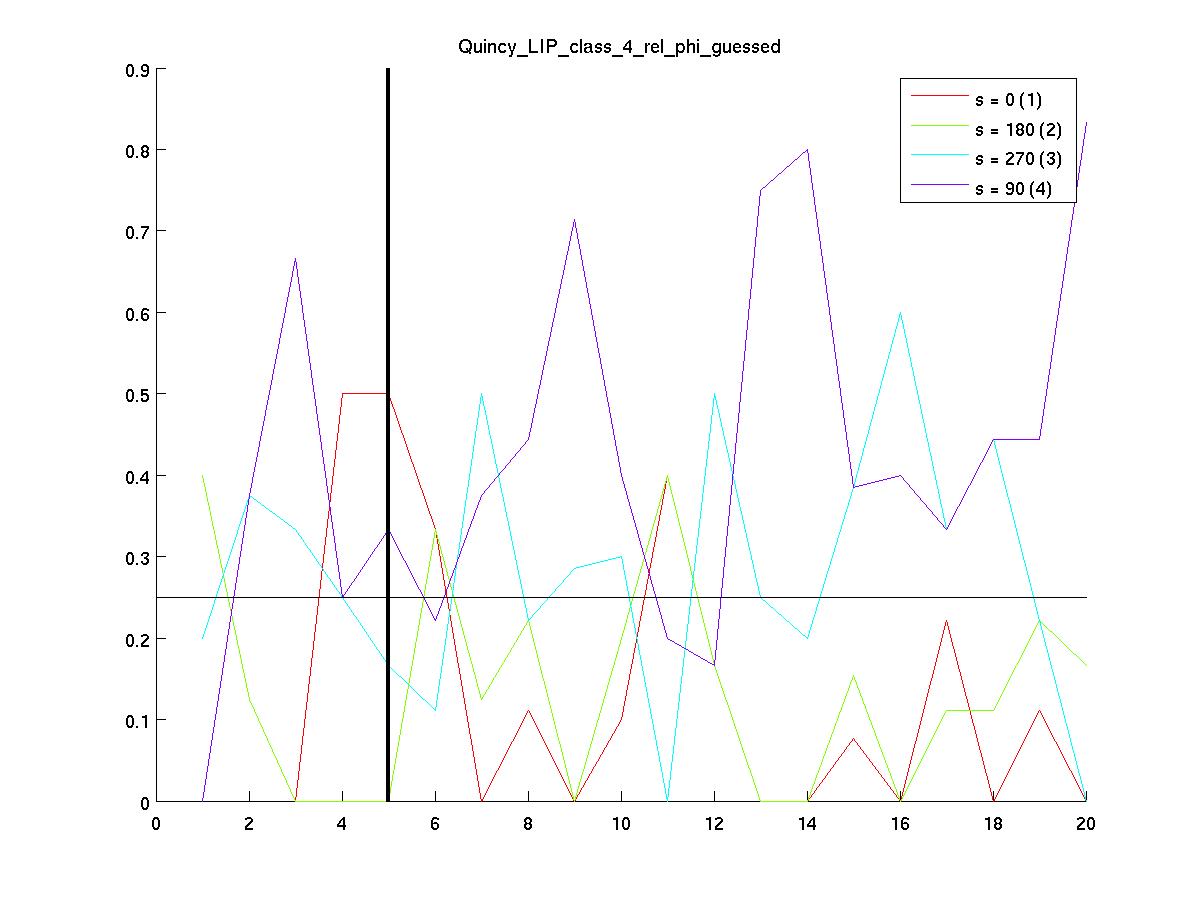 Quincy_LIP_class_4_rel_phi_guessed
0.9
0.8
0.7
0.6
0.5
0.4
0.3
0.2
0.1
0
s = 0 (1)
s = 180 (2)
s = 270 (3)
s = 90 (4)
0 2 4 6 8 10 12 14 16 18 20